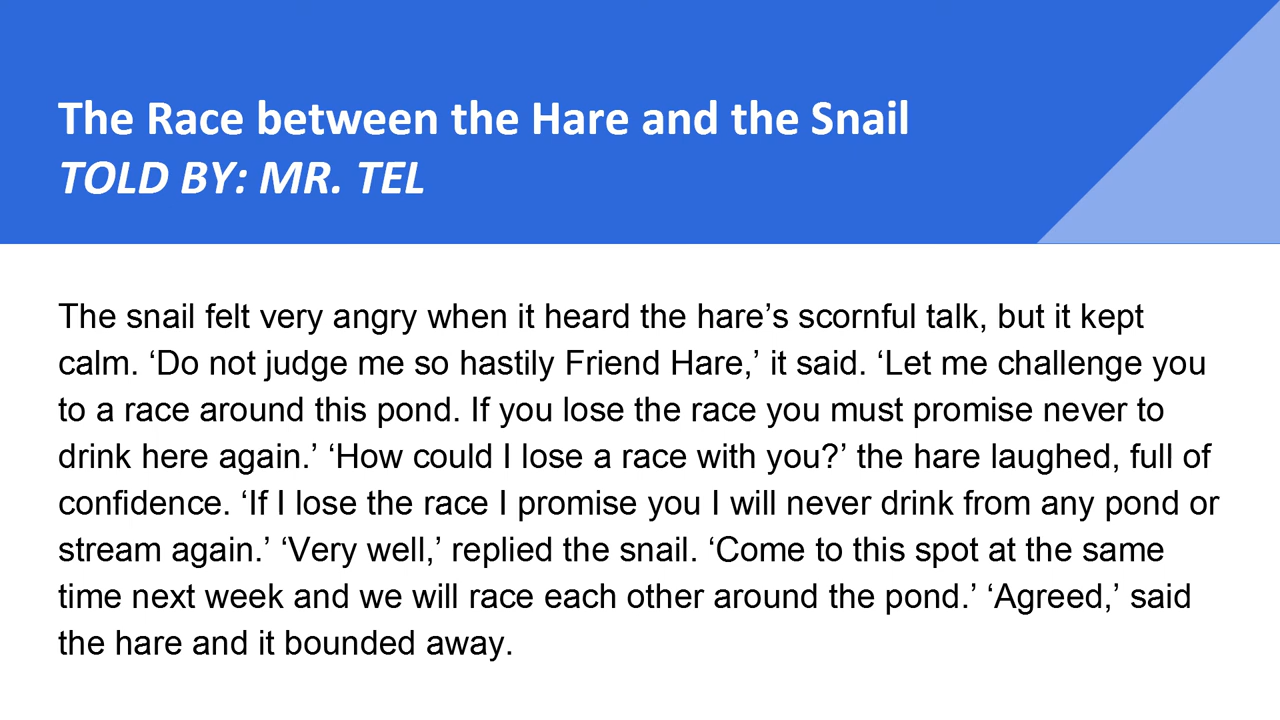 The Race between the Hare and the Snail
TOLD BY: MR. TEL
The snail felt very angry when it heard the hare’s scornful talk, but it kept
calm. ‘Do not judge me so hastily Friend Hare,’ it said. ‘Let me challenge you
to a race around this pond. If you lose the race you must promise never to
drink here again.’ ‘How could I lose a race with you?’ the hare laughed, full of
confidence. ‘If I lose the race I promise you I will never drink from any pond or
stream again.’ ‘Very well,’ replied the snail. ‘Come to this spot at the same
time next week and we will race each other around the pond.’ ‘Agreed,’ said
the hare and it bounded away.